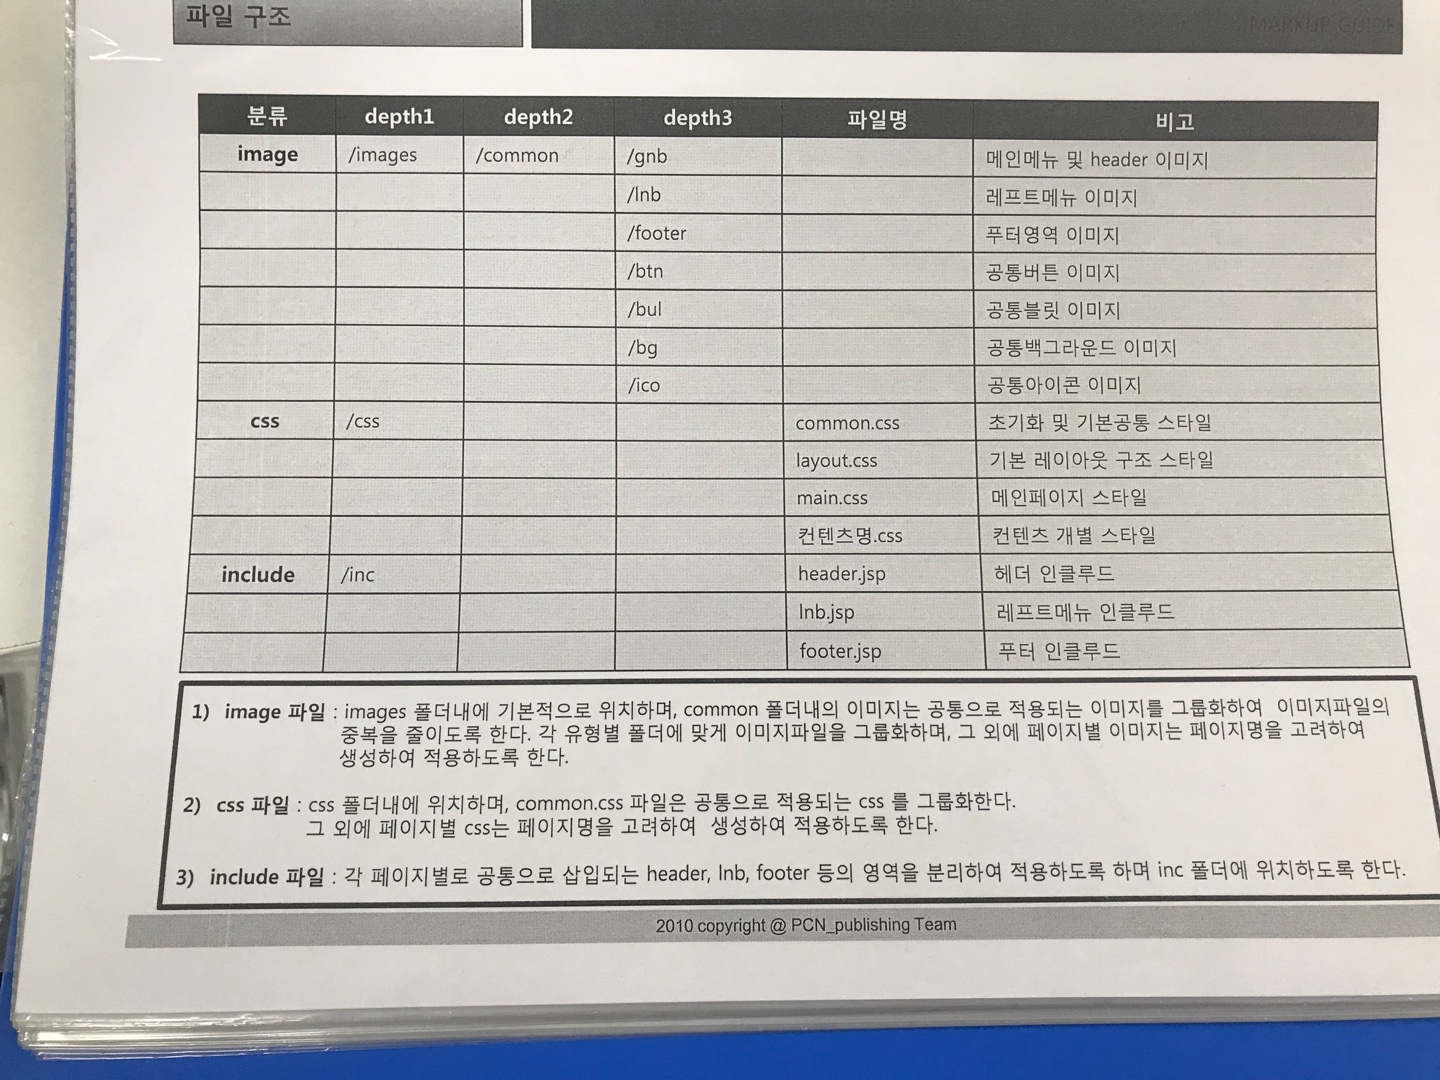 파일 구조
MARKUP GUIDE
분류 depth1 depth2 depth3 파일명 비고
image /images /common /gnb 메인메뉴 및 header 이미지
/lnb 레프트메뉴 이미지
/footer 푸터영역 이미지
/btn 공통버튼 이미지
/bul 공통블릿 이미지
/bg 공통백그라운드 이미지
/ico 공통아이콘 이미지
css /css common.css 초기화 및 기본공통 스타일
layout.css 기본 레이아웃 구조 스타일
main.css 메인페이지 스타일
컨텐츠명.css 컨텐츠 개별 스타일
include /inc header.jsp 헤더 인클루드
lnb.jsp 레프트메뉴 인클루드
footer.jsp 푸터 인클루드
1) image 파일 : images 폴더내에 기본적으로 위치하며, common 폴더내의 이미지는 공통으로 적용되는 이미지를 그룹화하여 이미지파일의
중복을 줄이도록 한다. 각 유형별 폴더에 맞게 이미지파일을 그룹화하며, 그 외에 페이지별 이미지는 페이지명을 고려하여
생성하여 적용하도록 한다.
2) css 파일 : css 폴더내에 위치하며, common.css 파일은 공통으로 적용되는 css 를 그룹화한다.
그 외에 페이지별 css는 페이지명을 고려하여 생성하여 적용하도록 한다.
3) include 파일 : 각 페이지별로 공통으로 삽입되는 header, lnb, footer 등의 영역을 분리하여 적용하도록 하며 inc 폴더에 위치하도록 한다.
2010 copyright @ PCN_publishing Team